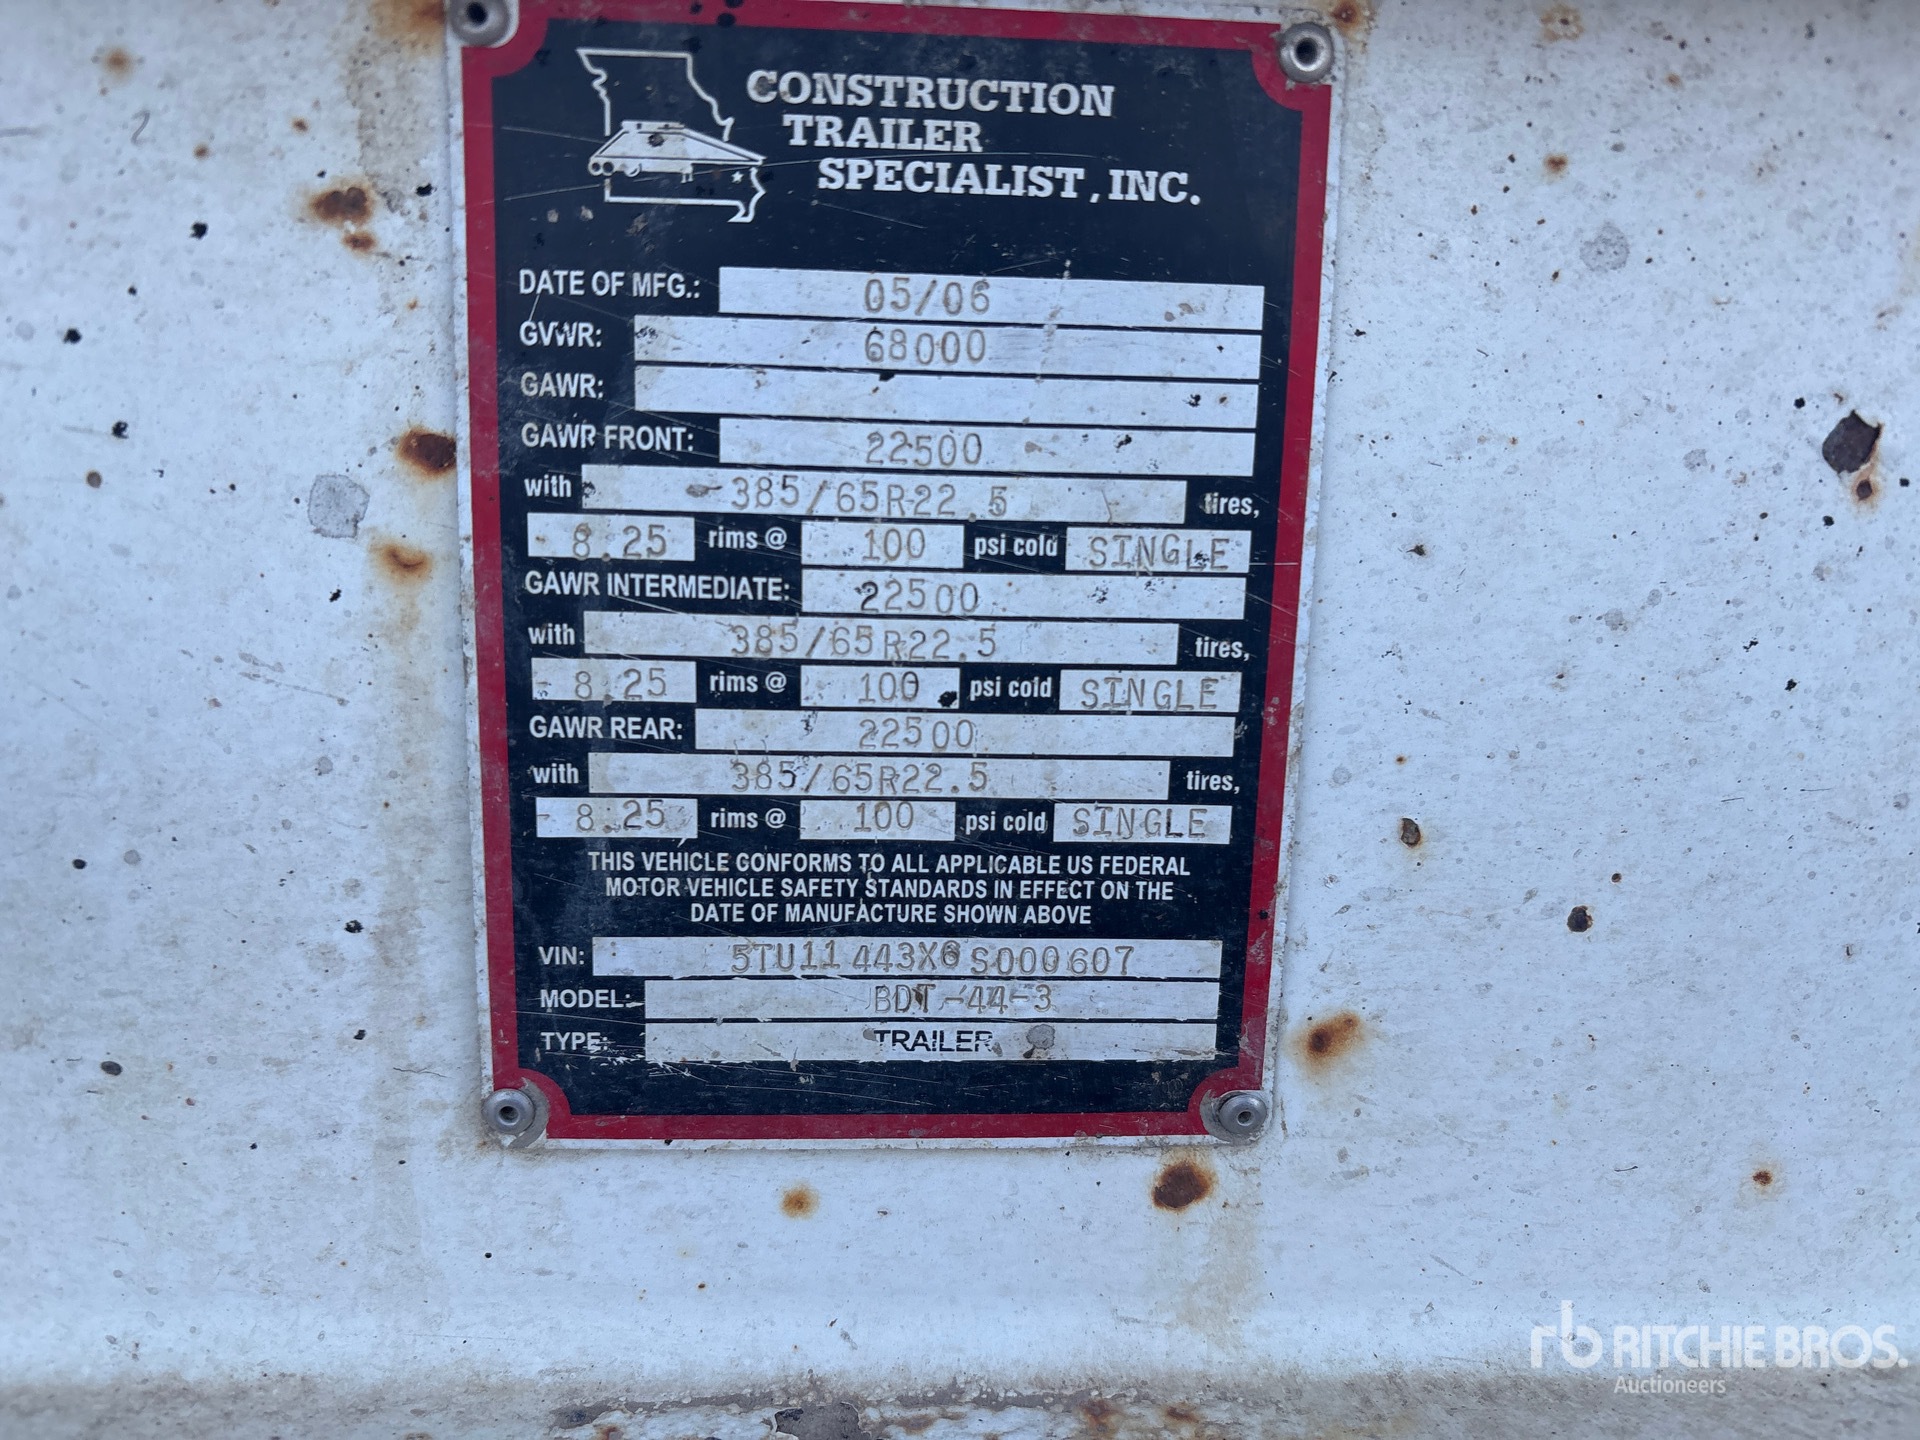 CONSTRUCTION
TRAILER
SPECIALIST, INC.
DATE OF MFG.: 05/06
GVWR: 68000
GAWR:
GAWR FRONT: 22500
with 385/65R22.5 tires,
8.25 rims @ 100 psi cold SINGLE
GAWR INTERMEDIATE: 22500
with 385/65R22.5 tires,
8.25 rims @ 100 psi cold SINGLE
GAWR REAR: 22500
with 385/65R22.5 tires,
8.25 rims @ 100 psi cold SINGLE
THIS VEHICLE CONFORMS TO ALL APPLICABLE US FEDERAL
MOTOR VEHICLE SAFETY STANDARDS IN EFFECT ON THE
DATE OF MANUFACTURE SHOWN ABOVE
VIN: 5TU11443X6S000607
MODEL: BDT-44-3
TYPE: TRAILER
rb RITCHIE BROS.
Auctioneers